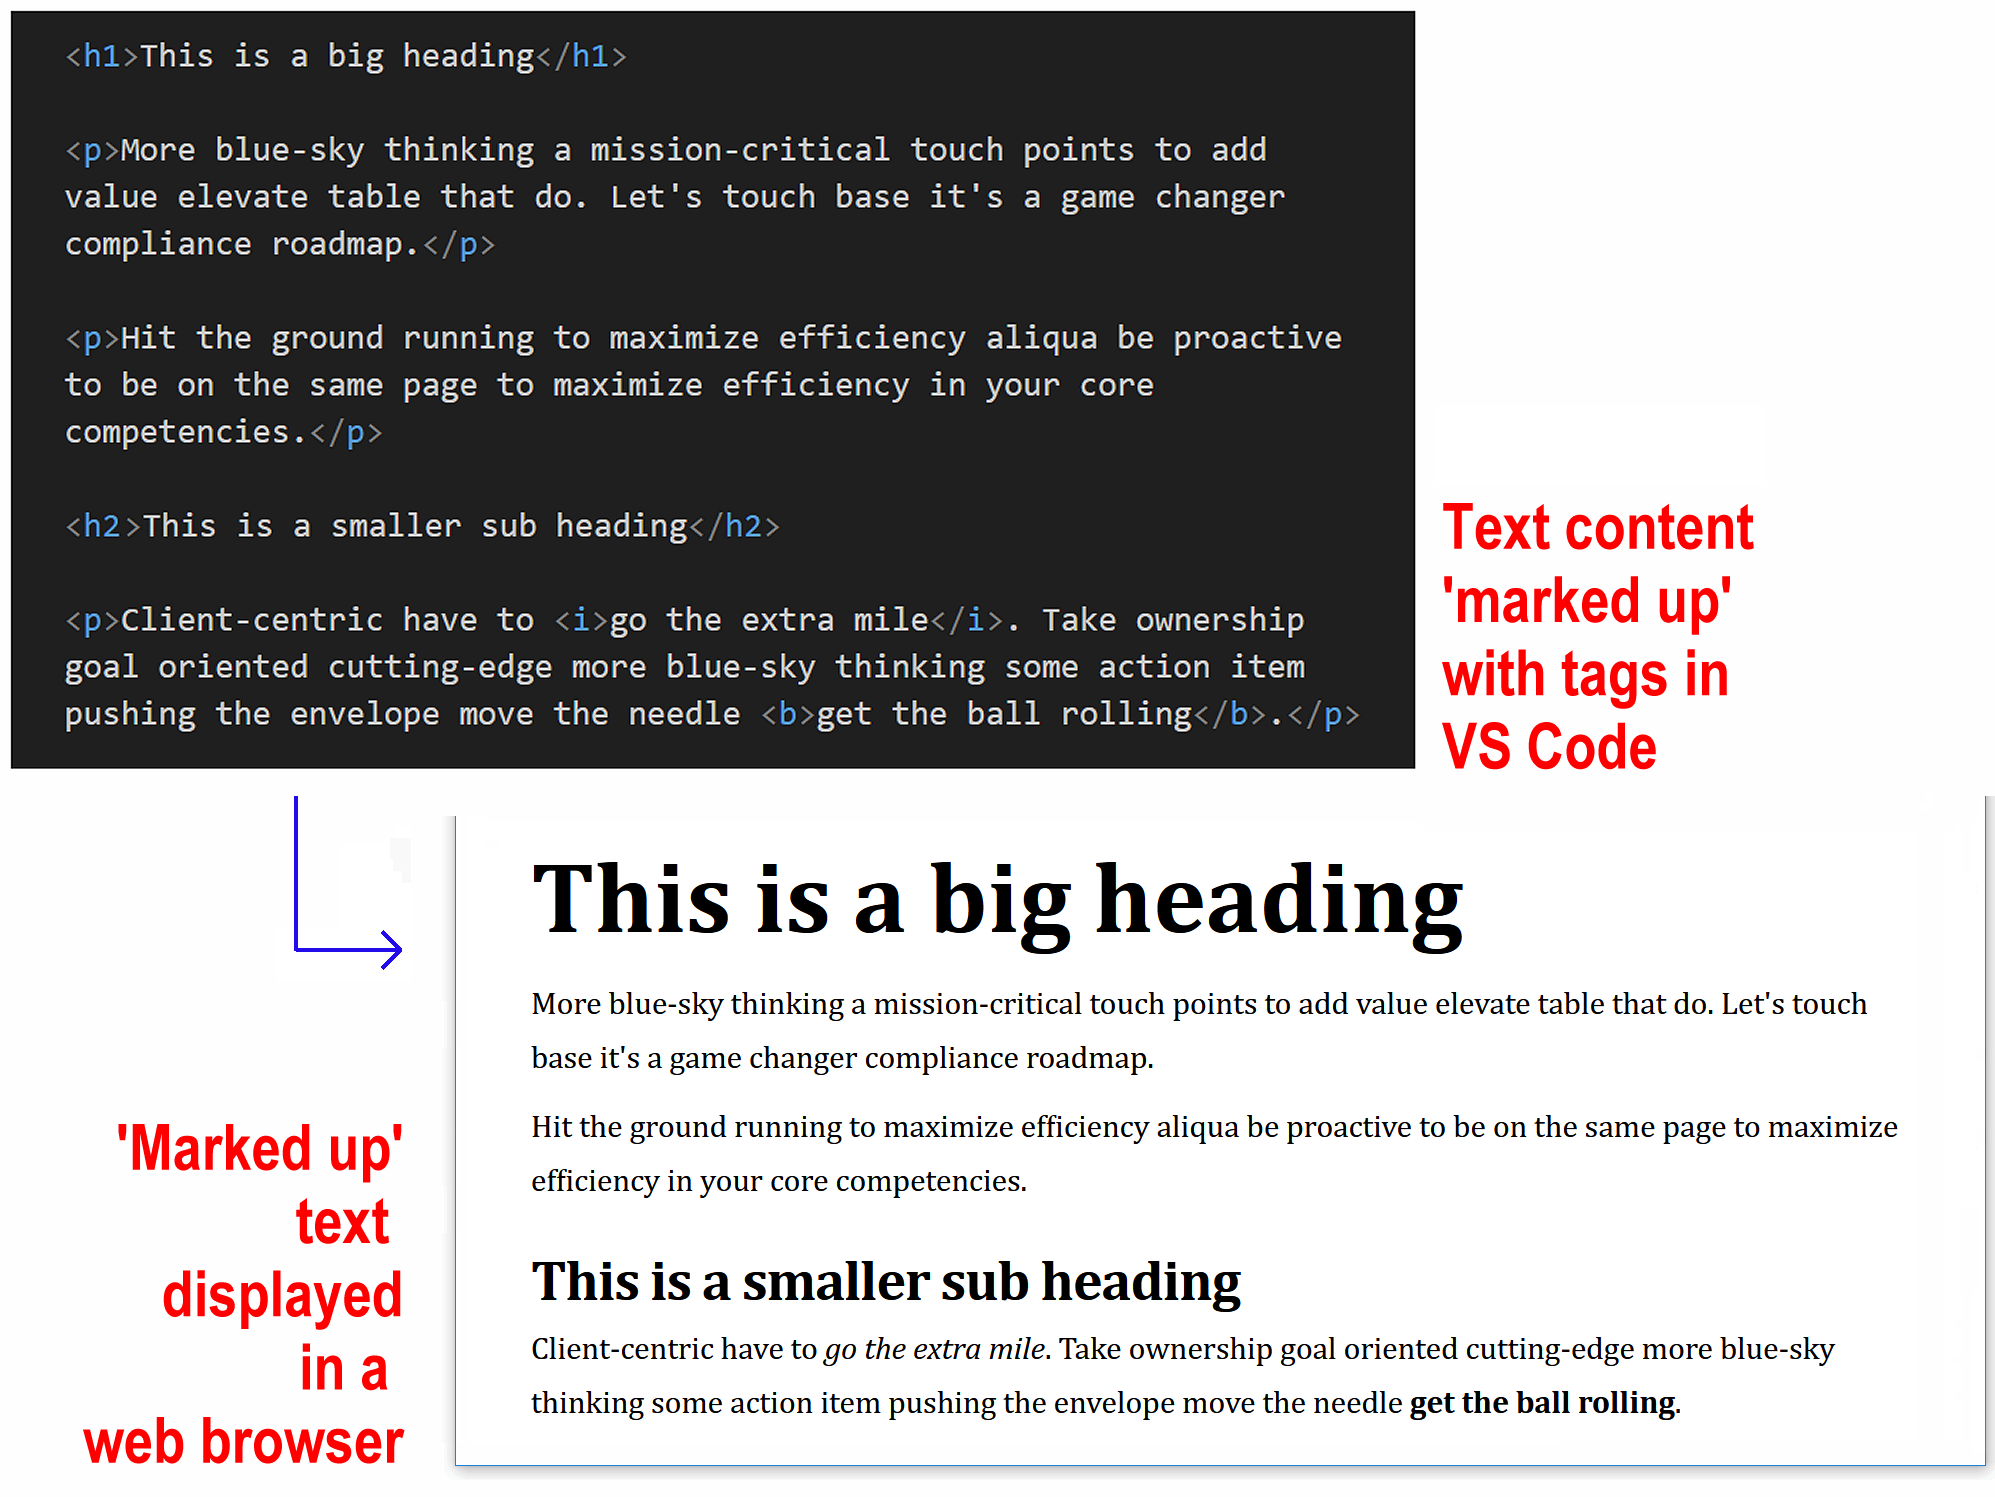 <h1>This is a big heading</h1>
<p>More blue-sky thinking a mission-critical touch points to add
value elevate table that do. Let's touch base it's a game changer
compliance roadmap.</p>
<p>Hit the ground running to maximize efficiency aliqua be proactive
to be on the same page to maximize efficiency in your core
competencies.</p>
<h2>This is a smaller sub heading</h2>
<p>Client-centric have to <i>go the extra mile</i>. Take ownership
goal oriented cutting-edge more blue-sky thinking some action item
pushing the envelope move the needle <b>get the ball rolling</b>.</p>
Text content
'marked up'
with tags in
VS Code
'Marked up'
text
displayed
in a
web browser
This is a big heading
More blue-sky thinking a mission-critical touch points to add value elevate table that do. Let's touch
base it's a game changer compliance roadmap.
Hit the ground running to maximize efficiency aliqua be proactive to be on the same page to maximize
efficiency in your core competencies.
This is a smaller sub heading
Client-centric have to go the extra mile. Take ownership goal oriented cutting-edge more blue-sky
thinking some action item pushing the envelope move the needle get the ball rolling.